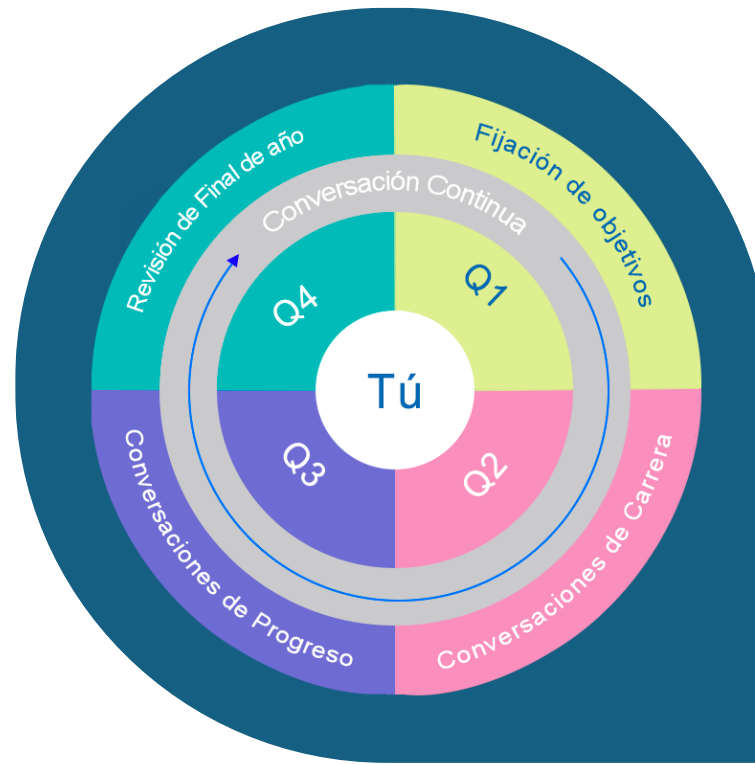 Revisión de Final de año
Fijación de objetivos
Conversación Continua
Q4
Q1
Tú
Q3
Q2
Conversaciones de Progreso
Conversaciones de Carrera